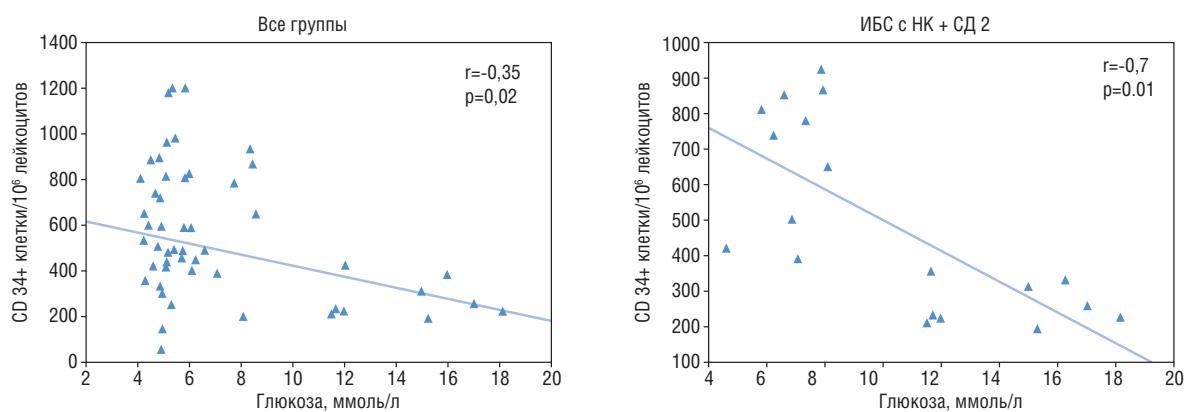 Все группы
1400
1200
1000
800
600
400
200
0
CD 34+ клетки/10⁶ лейкоцитов
r=-0,35
p=0,02
2 4 6 8 10 12 14 16 18 20
Глюкоза, ммоль/л
ИБС с НК + СД 2
1000
900
800
700
600
500
400
300
200
100
CD 34+ клетки/10⁶ лейкоцитов
r=-0,7
p=0.01
4 6 8 10 12 14 16 18 20
Глюкоза, ммоль/л